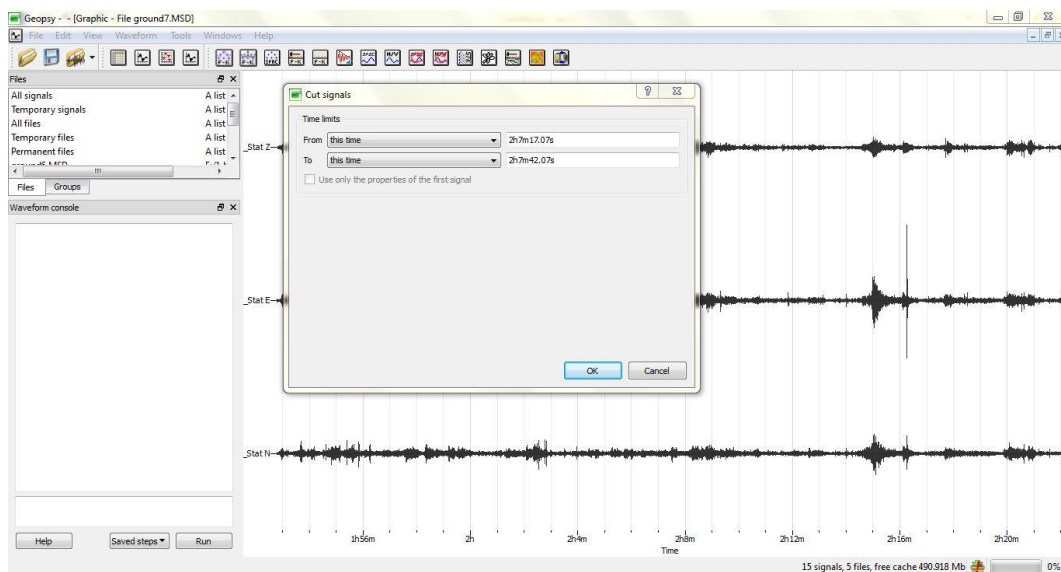 Geopsy - - [Graphic - File ground7.MSD]
File Edit View Waveform Tools Windows Help
Files
All signals A list
Temporary signals A list
All files A list
Temporary files A list
Permanent files A list
Files Groups
Waveform console
Help Saved steps Run
Cut signals
Time limits
From this time 2h7m17.07s
To this time 2h7m42.07s
Use only the properties of the first signal
OK Cancel
_Stat Z
_Stat E
_Stat N
1h56m 2h 2h4m 2h8m 2h12m 2h16m 2h20m
Time
15 signals, 5 files, free cache 490.918 Mb 0%